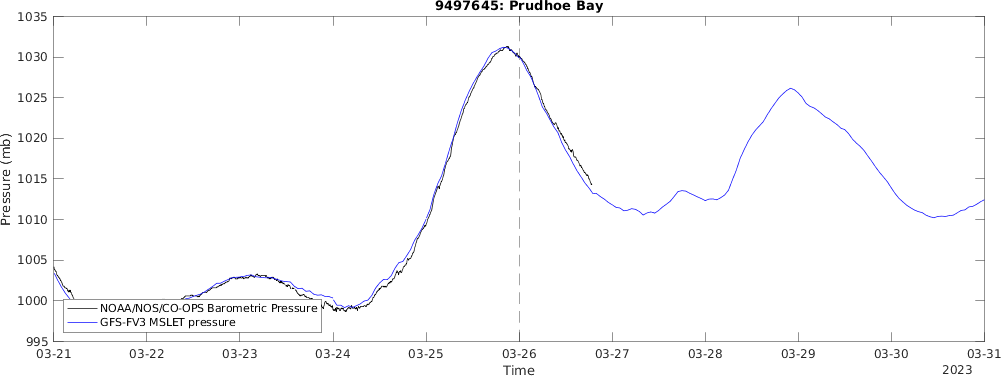 9497645: Prudhoe Bay
1035
1030
1025
1020
1015
1010
1005
1000
995
Pressure (mb)
NOAA/NOS/CO-OPS Barometric Pressure
GFS-FV3 MSLET pressure
03-21 03-22 03-23 03-24 03-25 03-26 03-27 03-28 03-29 03-30 03-31
Time
2023